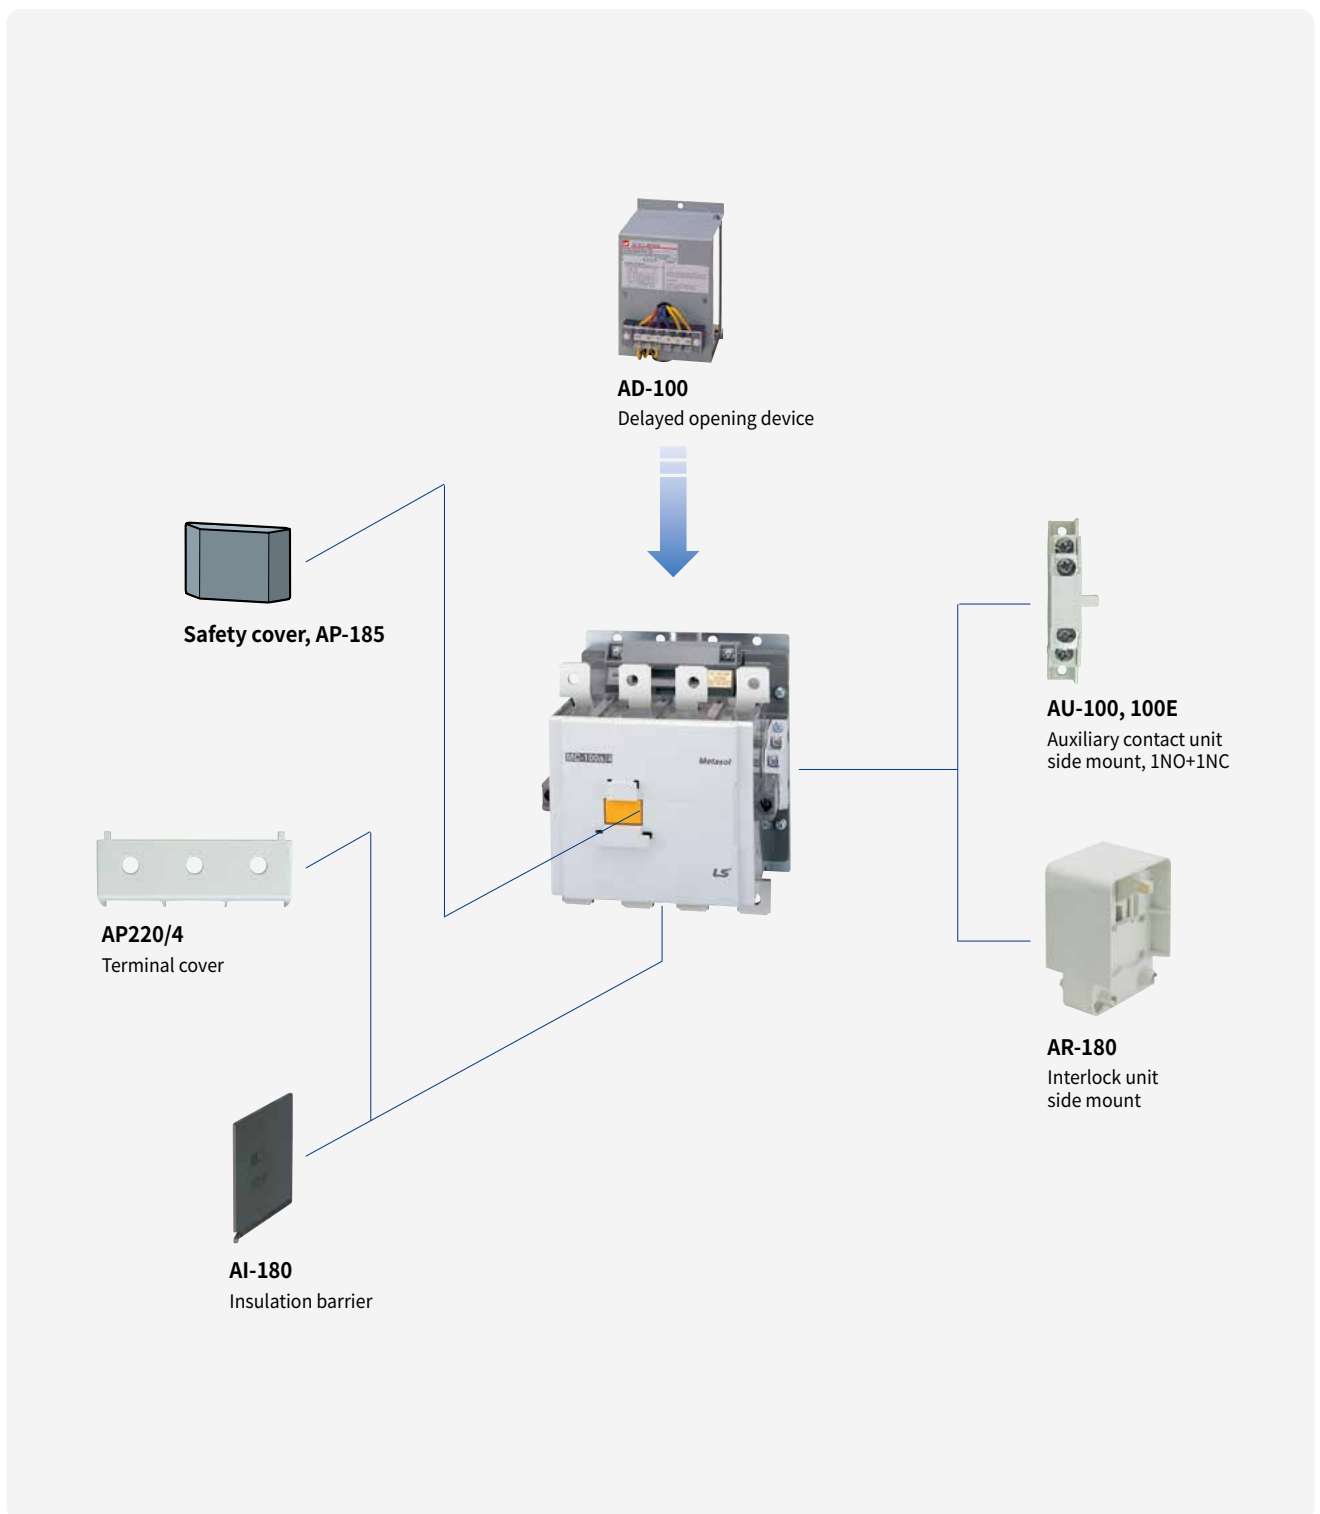 AD-100
Delayed opening device
Safety cover, AP-185
AU-100, 100E
Auxiliary contact unit
side mount, 1NO+1NC
Metasol
LS
AP220/4
Terminal cover
AR-180
Interlock unit
side mount
AI-180
Insulation barrier